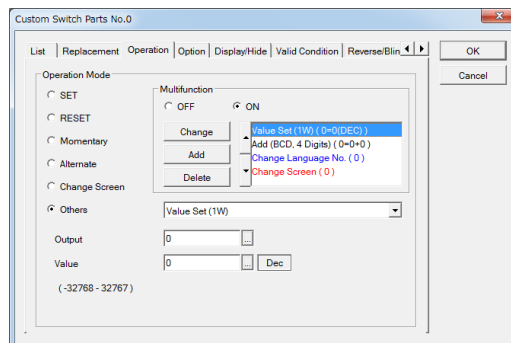 Custom Switch Parts No.0
List Replacement Operation Option Display/Hide Valid Condition Reverse/Blin
OK
Cancel
Operation Mode
SET
RESET
Momentary
Alternate
Change Screen
Others
Multifunction
OFF ON
Change
Add
Delete
Value Set (1W) ( 0=0(DEC) )
Add (BCD, 4 Digits) ( 0=0+0 )
Change Language No. ( 0 )
Change Screen ( 0 )
Value Set (1W)
Output 0 ...
Value 0 ... Dec
( -32768 - 32767 )